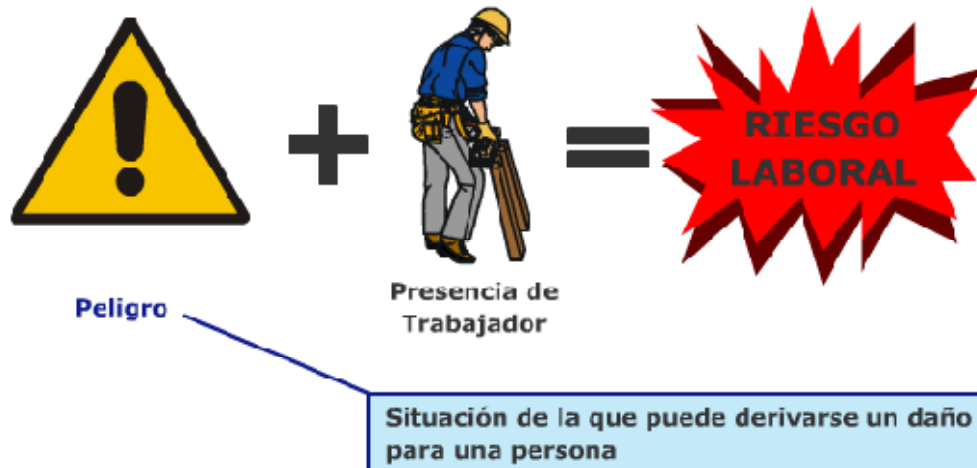 RIESGO
LABORAL
Peligro
Presencia de
Trabajador
Situación de la que puede derivarse un daño
para una persona